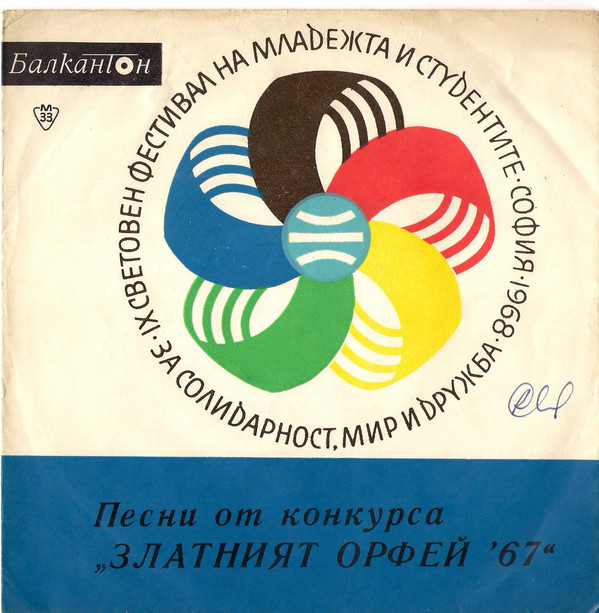 Балкантон
М
33
IX СВЕТОВЕН ФЕСТИВАЛ НА МЛАДЕЖТА И СТУДЕНТИТЕ · СОФИЯ 1968 · ЗА СОЛИДАРНОСТ, МИР И ДРУЖБА ·
Песни от конкурса
„ЗЛАТНИЯТ ОРФЕЙ '67“